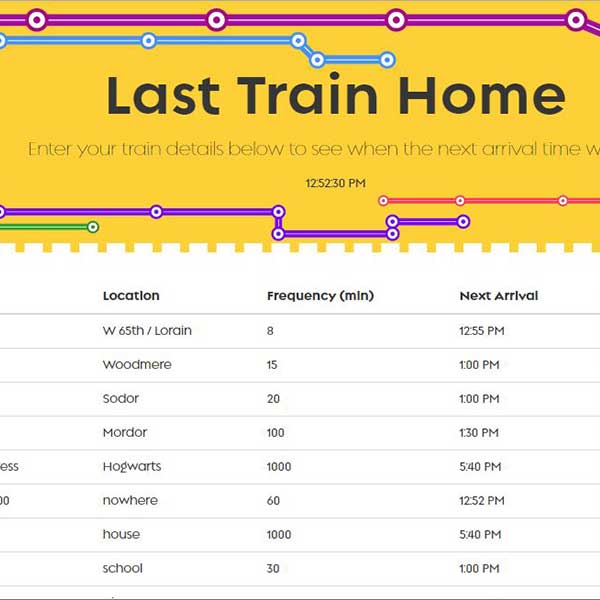 Last Train Home
Enter your train details below to see when the next arrival time w
12:52:30 PM
Location Frequency (min) Next Arrival
W 65th / Lorain 8 12:55 PM
Woodmere 15 1:00 PM
Sodor 20 1:00 PM
Mordor 100 1:30 PM
ess Hogwarts 1000 5:40 PM
00 nowhere 60 12:52 PM
house 1000 5:40 PM
school 30 1:00 PM